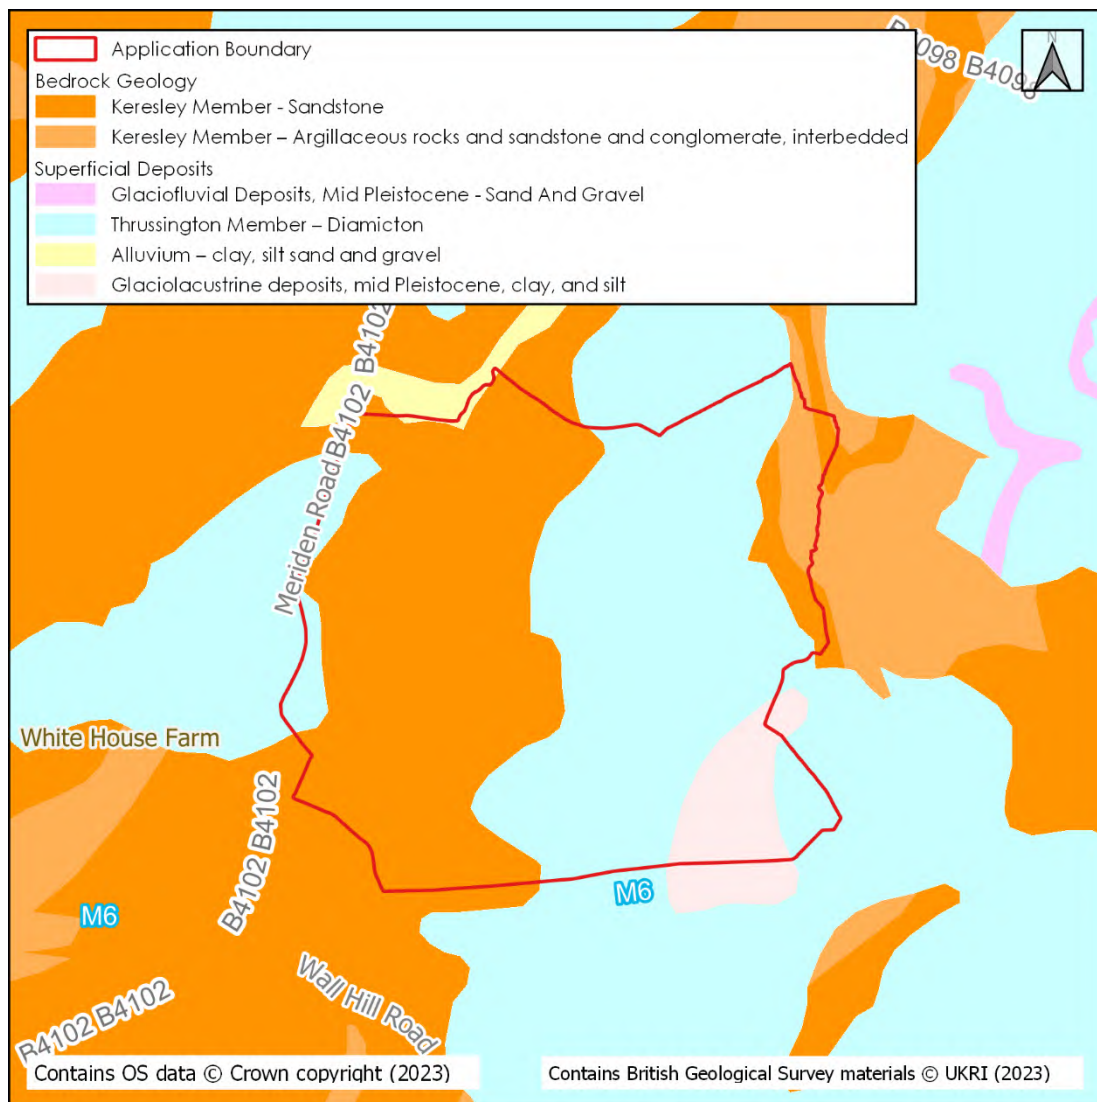 B4098 B4098
N
Application Boundary
Bedrock Geology
Keresley Member - Sandstone
Keresley Member – Argillaceous rocks and sandstone and conglomerate, interbedded
Superficial Deposits
Glaciofluvial Deposits, Mid Pleistocene - Sand And Gravel
Thrussington Member – Diamicton
Alluvium – clay, silt sand and gravel
Glaciolacustrine deposits, mid Pleistocene, clay, and silt
Meriden Road B4102 B4102
White House Farm
B4102 B4102
M6
M6
Wall Hill Road
B4102 B4102
Contains OS data © Crown copyright (2023)
Contains British Geological Survey materials © UKRI (2023)